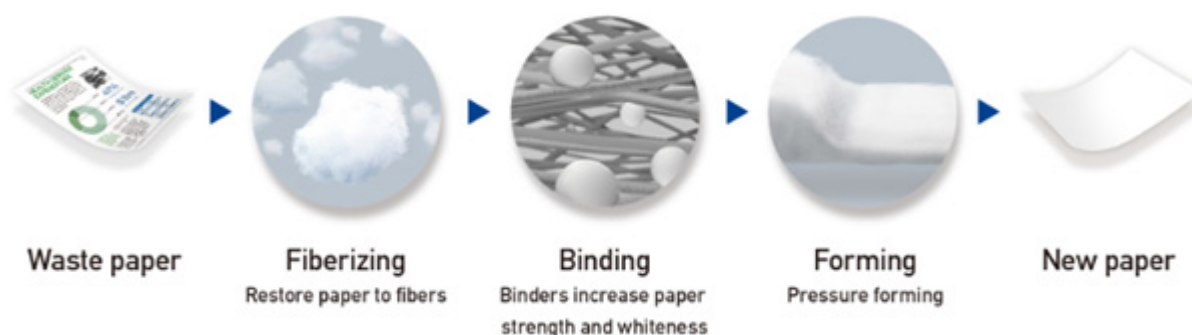 Waste paper
Fiberizing
Restore paper to fibers
Binding
Binders increase paper
strength and whiteness
Forming
Pressure forming
New paper